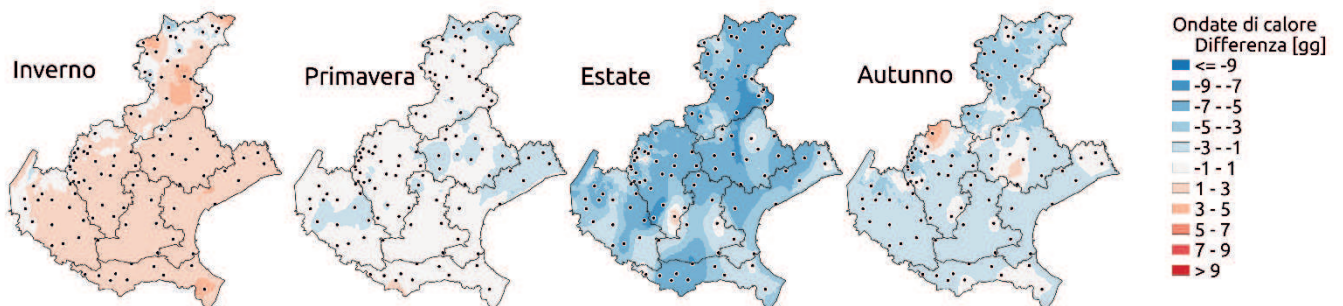 Inverno
Primavera
Estate
Autunno
Ondate di calore
Differenza [gg]
<= -9
-9 - -7
-7 - -5
-5 - -3
-3 - -1
-1 - 1
1 - 3
3 - 5
5 - 7
7 - 9
> 9